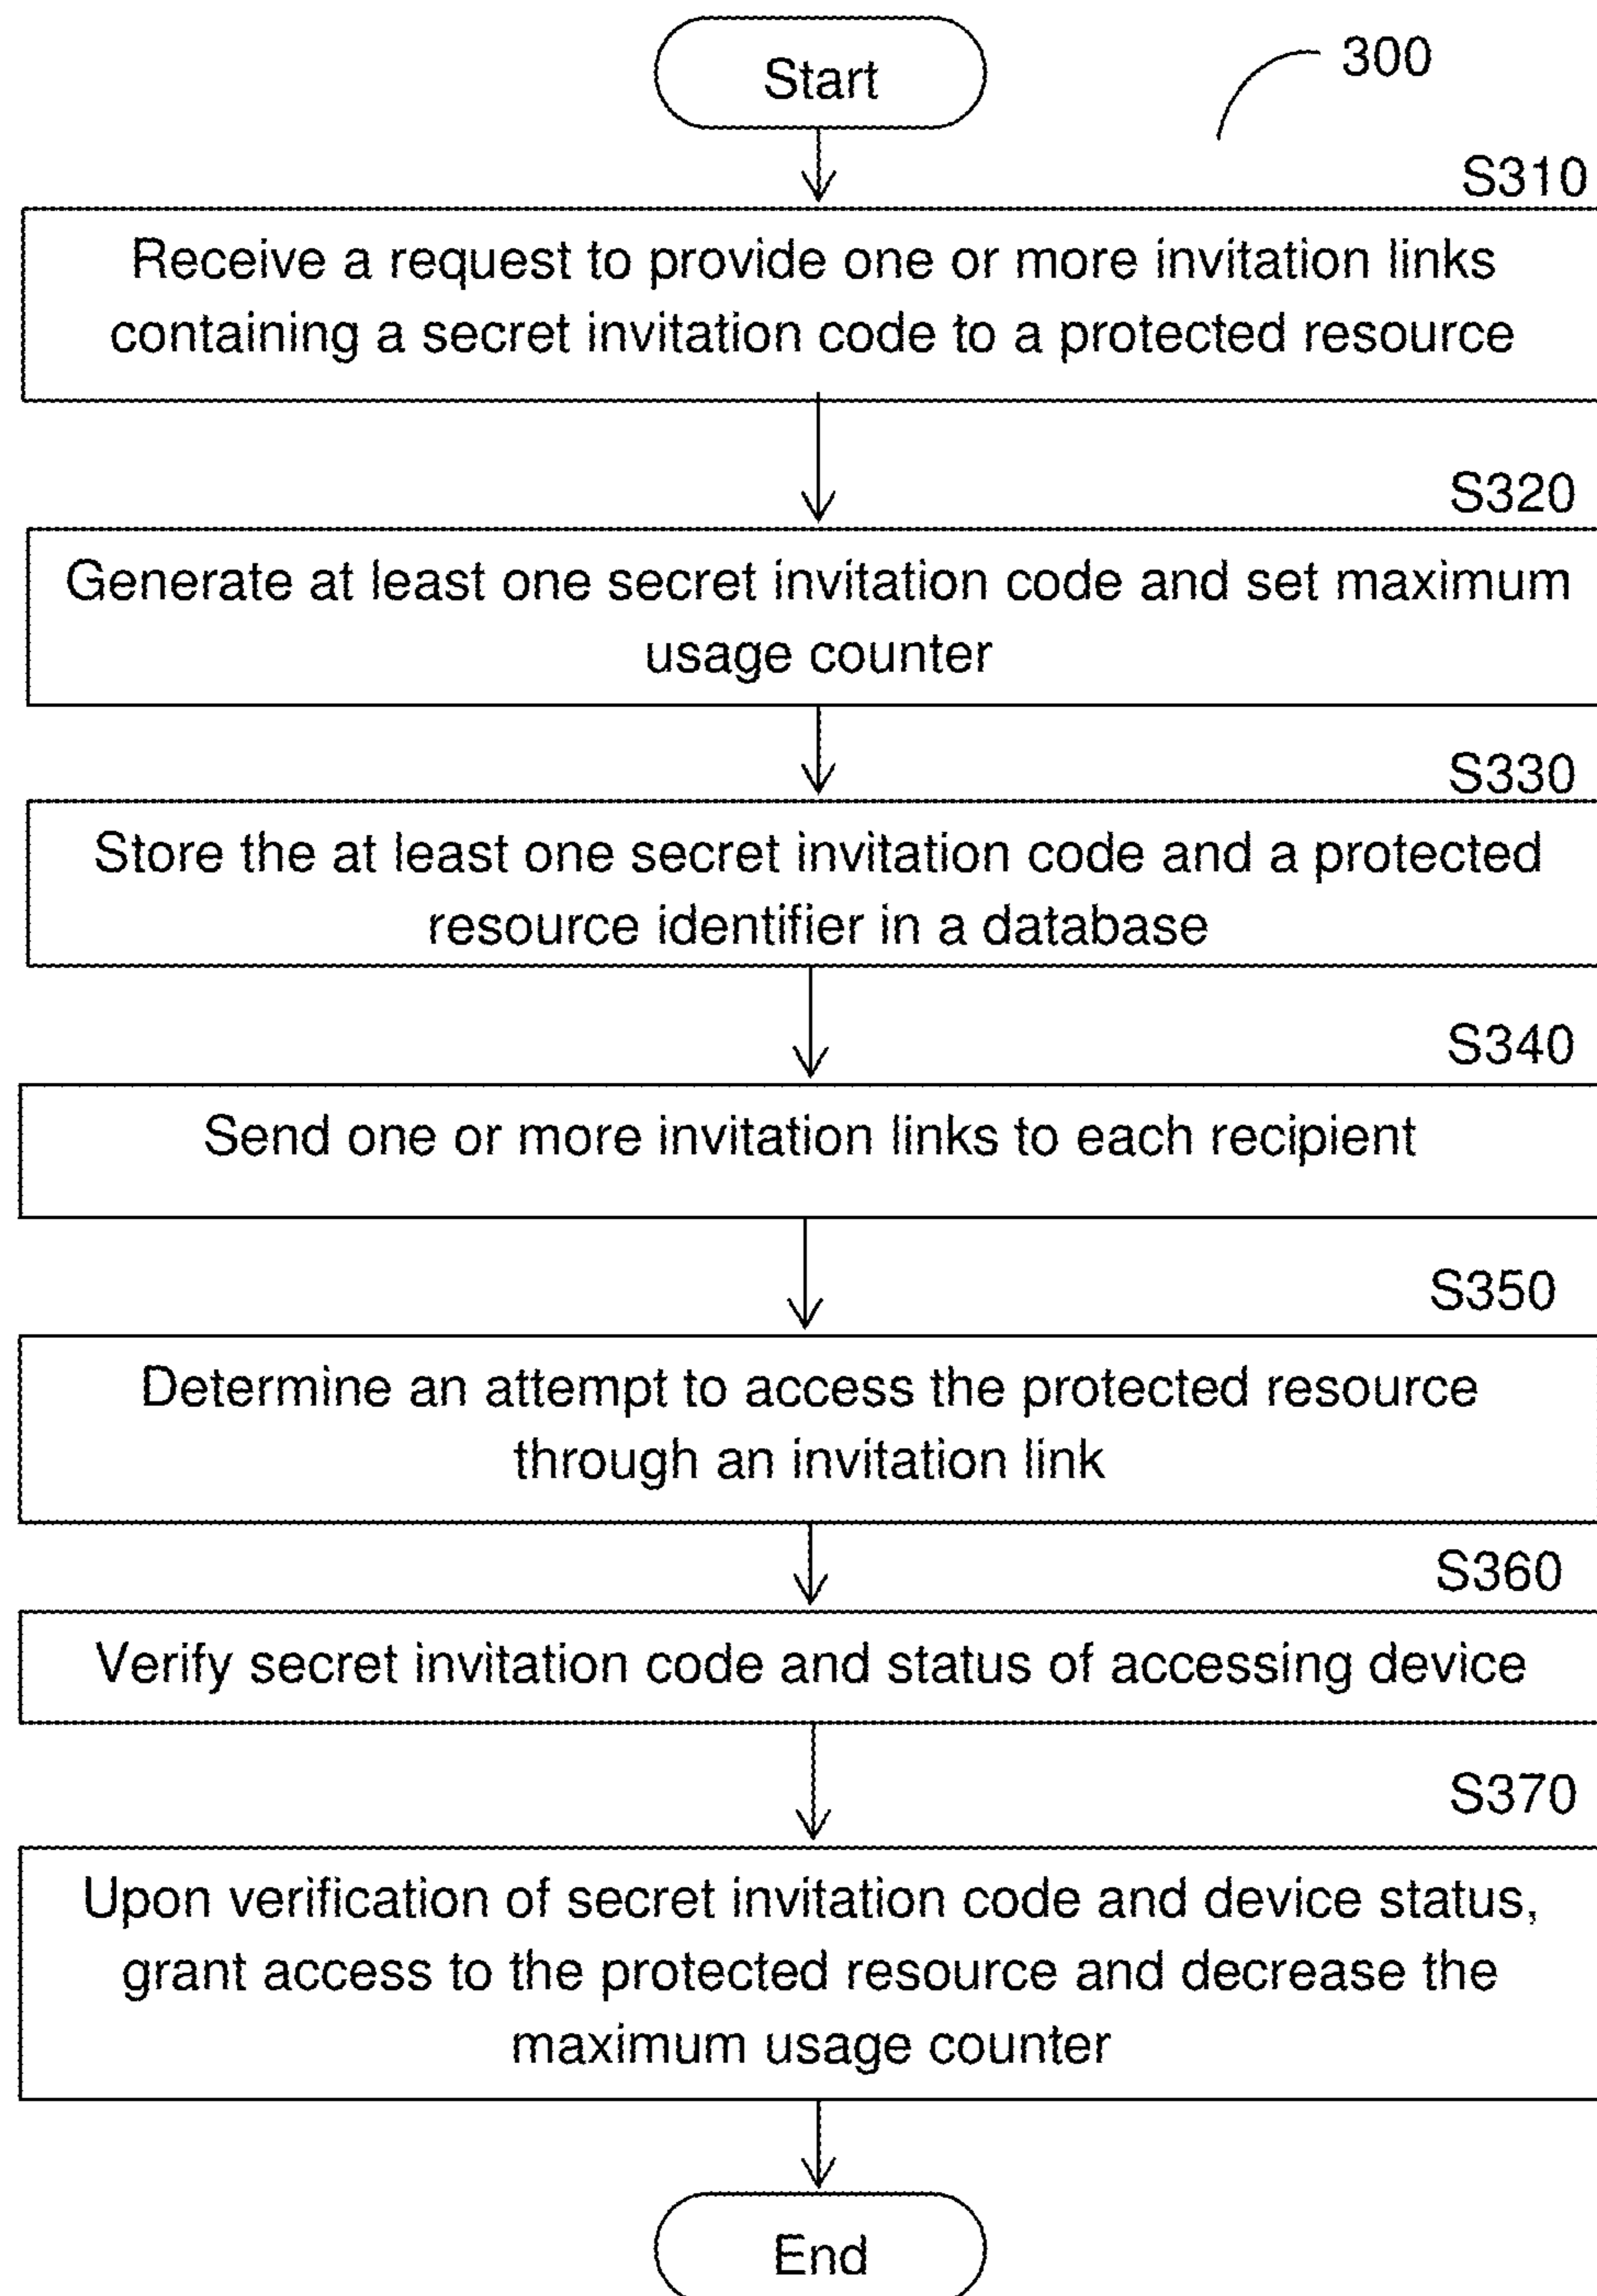 Start
300
S310
Receive a request to provide one or more invitation links
containing a secret invitation code to a protected resource
S320
Generate at least one secret invitation code and set maximum
usage counter
S330
Store the at least one secret invitation code and a protected
resource identifier in a database
S340
Send one or more invitation links to each recipient
S350
Determine an attempt to access the protected resource
through an invitation link
S360
Verify secret invitation code and status of accessing device
S370
Upon verification of secret invitation code and device status,
grant access to the protected resource and decrease the
maximum usage counter
End